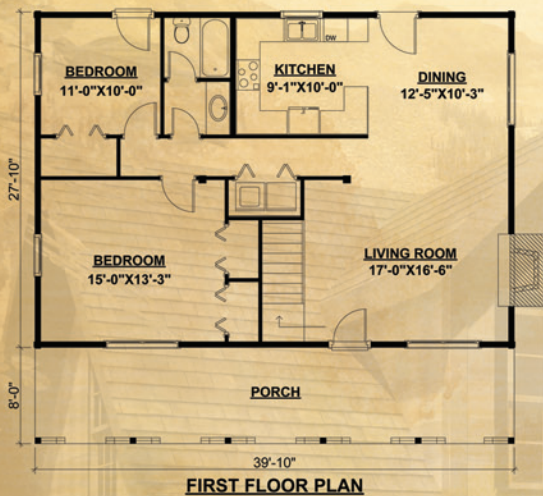 DW
BEDROOM
11'-0"X10'-0"
KITCHEN
9'-1"X10'-0"
DINING
12'-5"X10'-3"
27'-10"
BEDROOM
15'-0"X13'-3"
LIVING ROOM
17'-0"X16'-6"
8'-0"
PORCH
39'-10"
FIRST FLOOR PLAN